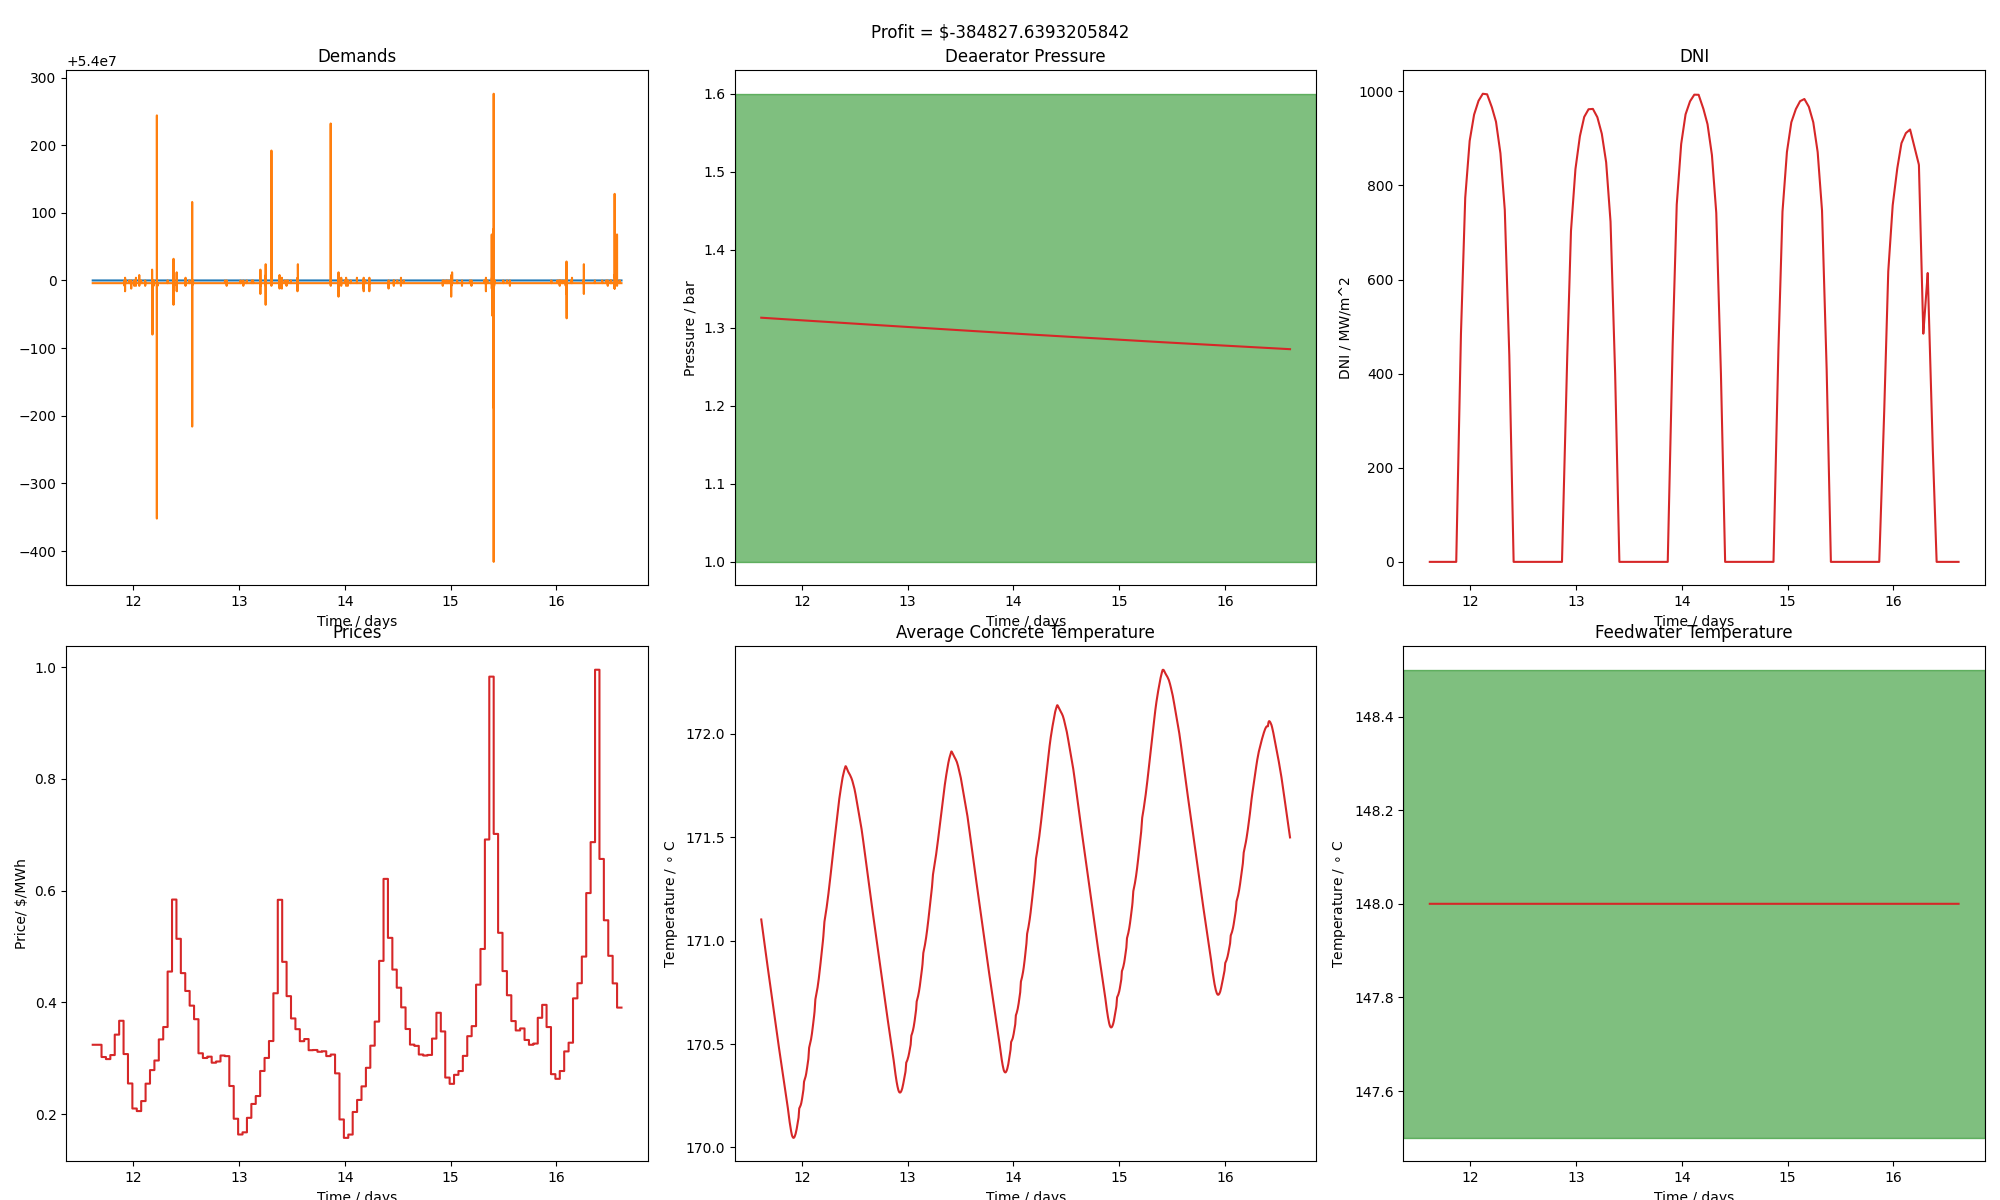 Profit = $-384827.6393205842
Demands
+5.4e7
300
200
100
0
−100
−200
−300
−400
12 13 14 15 16
Time / days
Deaerator Pressure
Pressure / bar
1.6
1.5
1.4
1.3
1.2
1.1
1.0
12 13 14 15 16
Time / days
DNI
DNI / MW/m^2
1000
800
600
400
200
0
12 13 14 15 16
Time / days
Prices
Price/ $/MWh
1.0
0.8
0.6
0.4
0.2
12 13 14 15 16
Time / days
Average Concrete Temperature
Temperature / ∘ C
172.0
171.5
171.0
170.5
170.0
12 13 14 15 16
Time / days
Feedwater Temperature
Temperature / ∘ C
148.4
148.2
148.0
147.8
147.6
12 13 14 15 16
Time / days